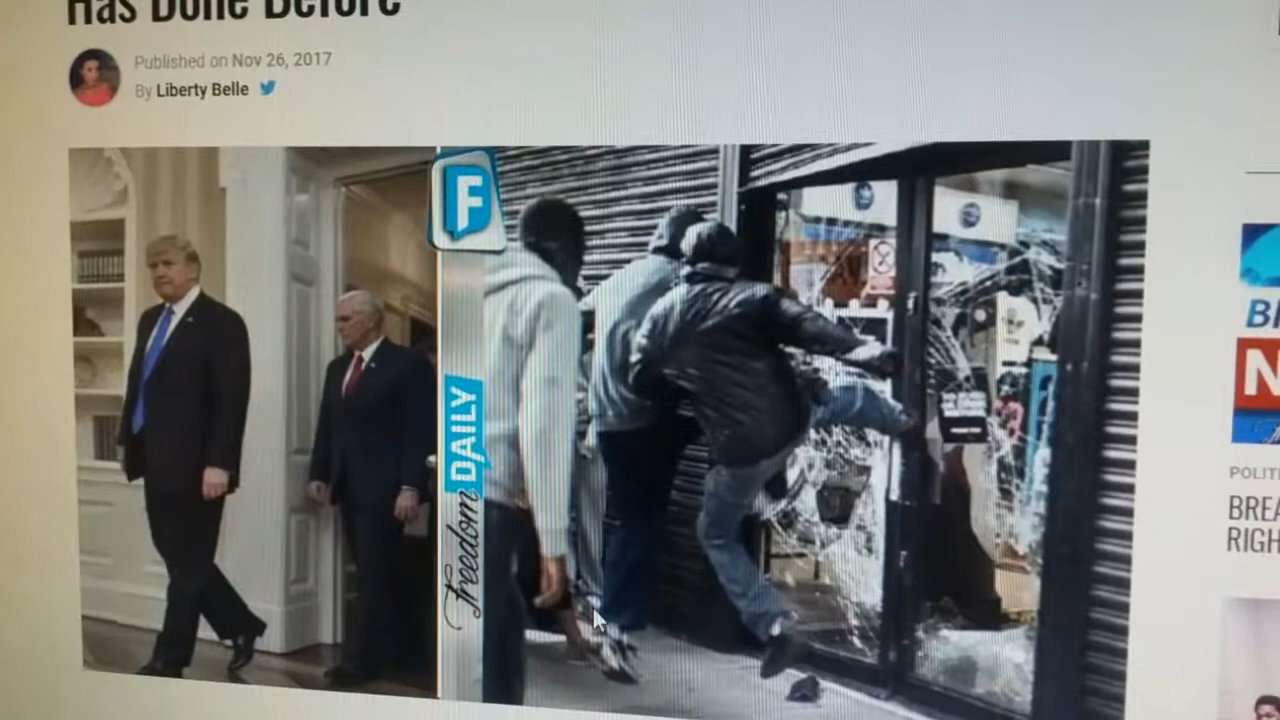 Has Done Before
Published on Nov 26, 2017
By Liberty Belle
F
Freedom DAILY
N
POLIT
BREA
RIGH